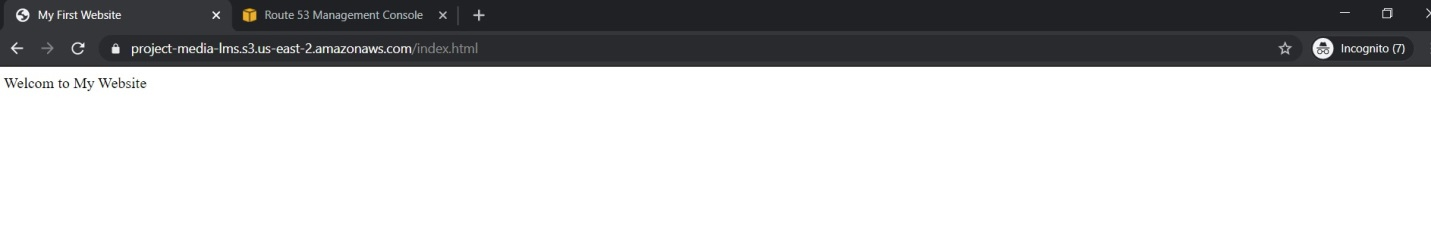 My First Website
Route 53 Management Console
project-media-lms.s3.us-east-2.amazonaws.com/index.html
Incognito (7)
Welcom to My Website